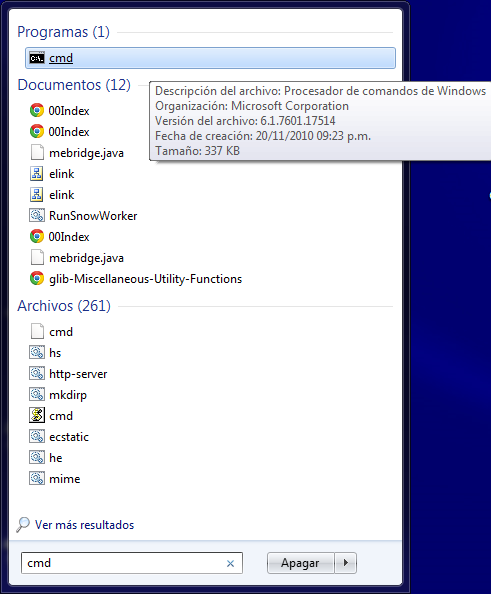 Programas (1)
cmd
Documentos (12)
Descripción del archivo: Procesador de comandos de Windows
Organización: Microsoft Corporation
Versión del archivo: 6.1.7601.17514
Fecha de creación: 20/11/2010 09:23 p.m.
Tamaño: 337 KB
00Index
00Index
mebridge.java
elink
elink
RunSnowWorker
00Index
mebridge.java
glib-Miscellaneous-Utility-Functions
Archivos (261)
cmd
hs
http-server
mkdirp
cmd
ecstatic
he
mime
Ver más resultados
cmd
Apagar